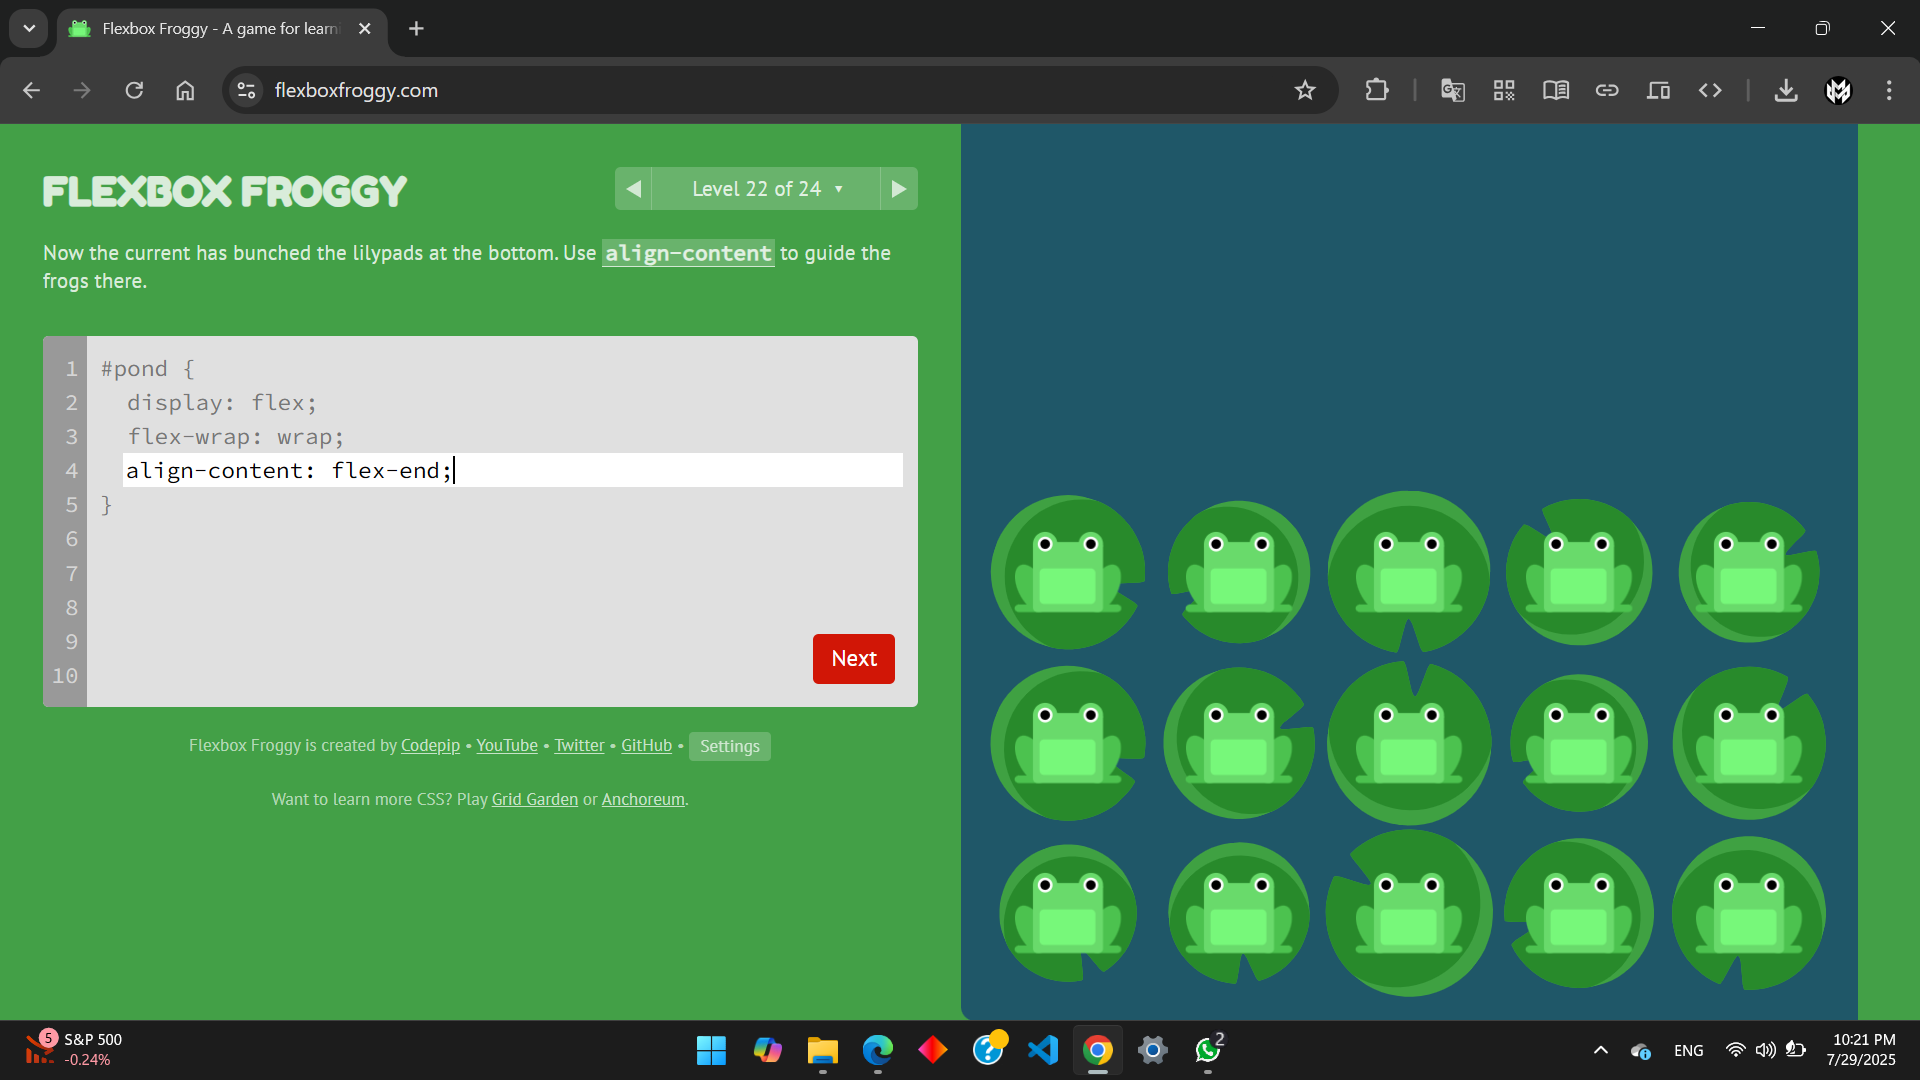 Flexbox Froggy - A game for learni
flexboxfroggy.com
FLEXBOX FROGGY
Level 22 of 24
Now the current has bunched the lilypads at the bottom. Use align-content to guide the
frogs there.
1 #pond {
2 display: flex;
3 flex-wrap: wrap;
4 align-content: flex-end;
5 }
6
7
8
9
10
Next
Flexbox Froggy is created by Codepip • YouTube • Twitter • GitHub • Settings
Want to learn more CSS? Play Grid Garden or Anchoreum.
5
S&P 500
-0.24%
2
ENG
10:21 PM
7/29/2025